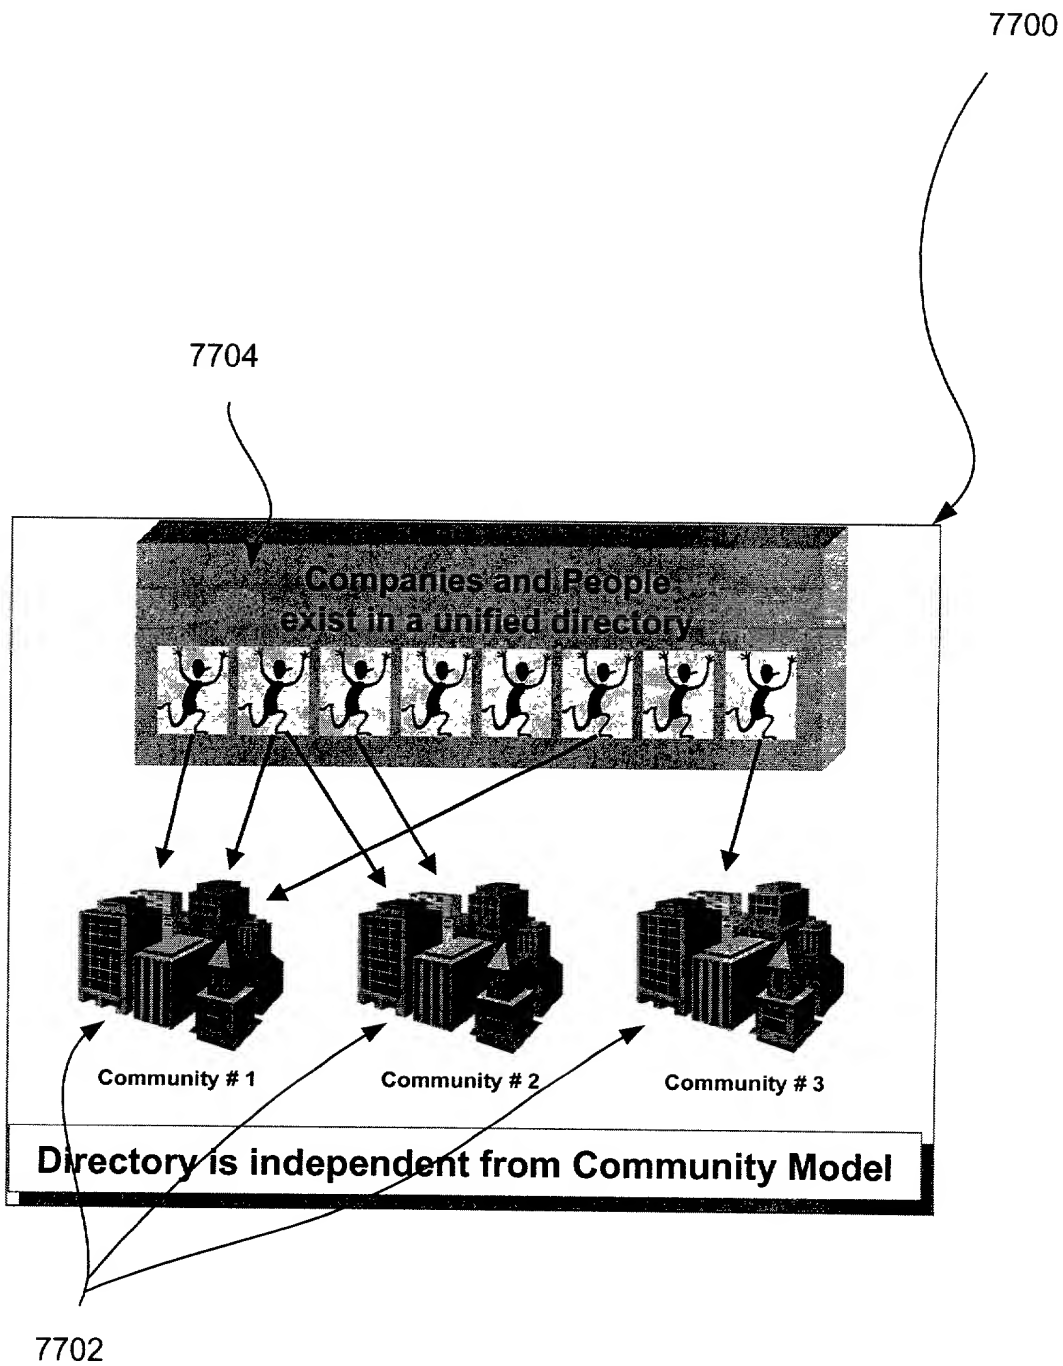 7700
7704
Companies and People
exist in a unified directory
Community # 1
Community # 2
Community # 3
Directory is independent from Community Model
7702